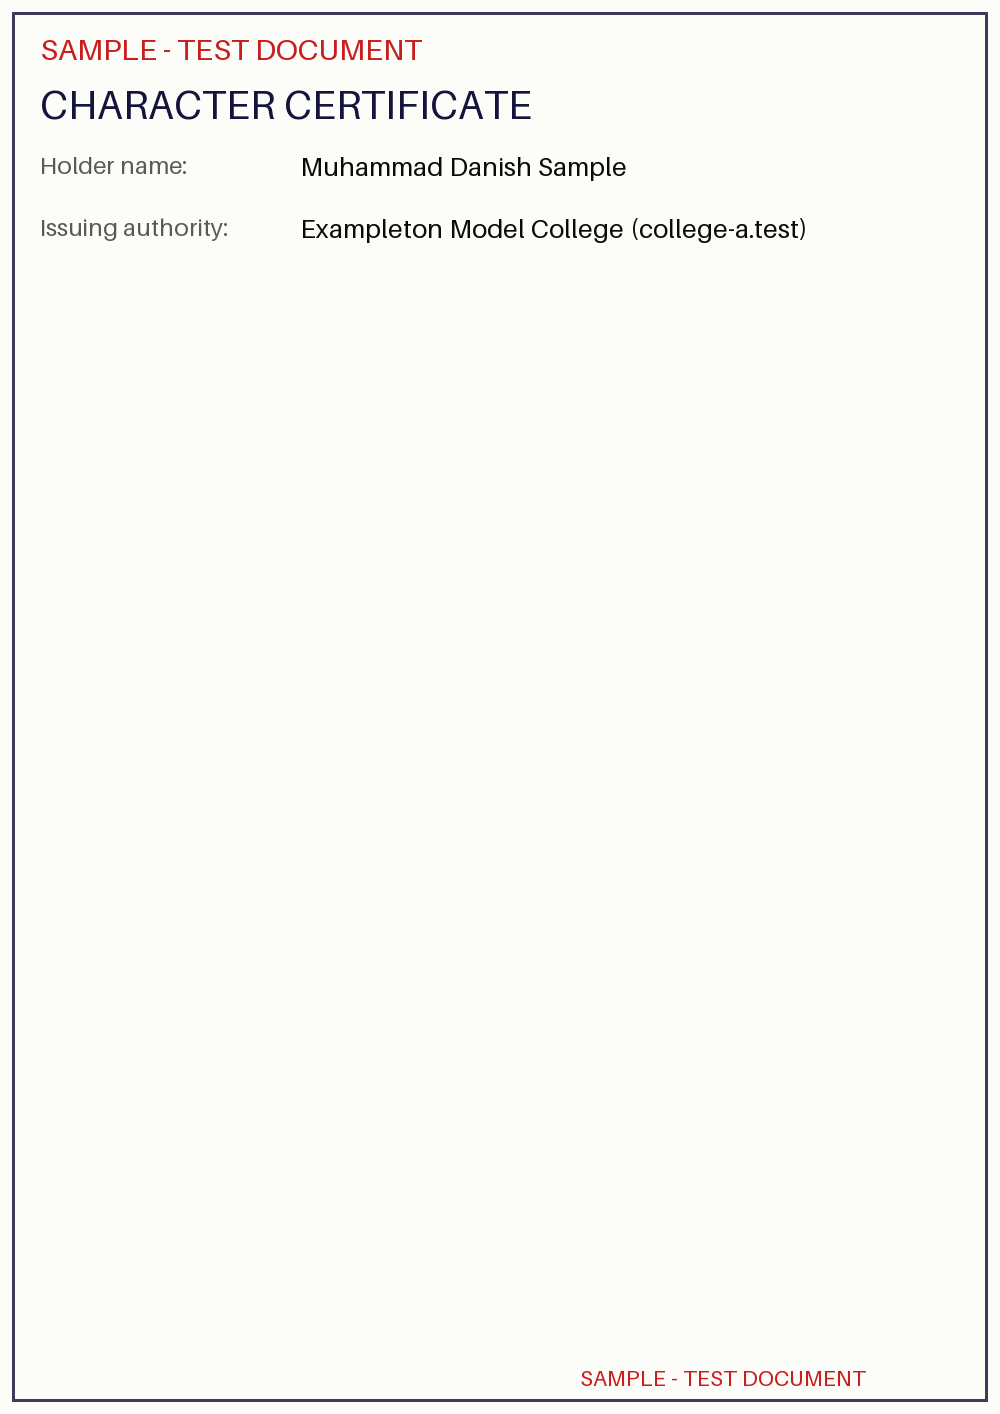 SAMPLE - TEST DOCUMENT
CHARACTER CERTIFICATE
Holder name: Muhammad Danish Sample
Issuing authority: Exampleton Model College (college-a.test)
SAMPLE - TEST DOCUMENT